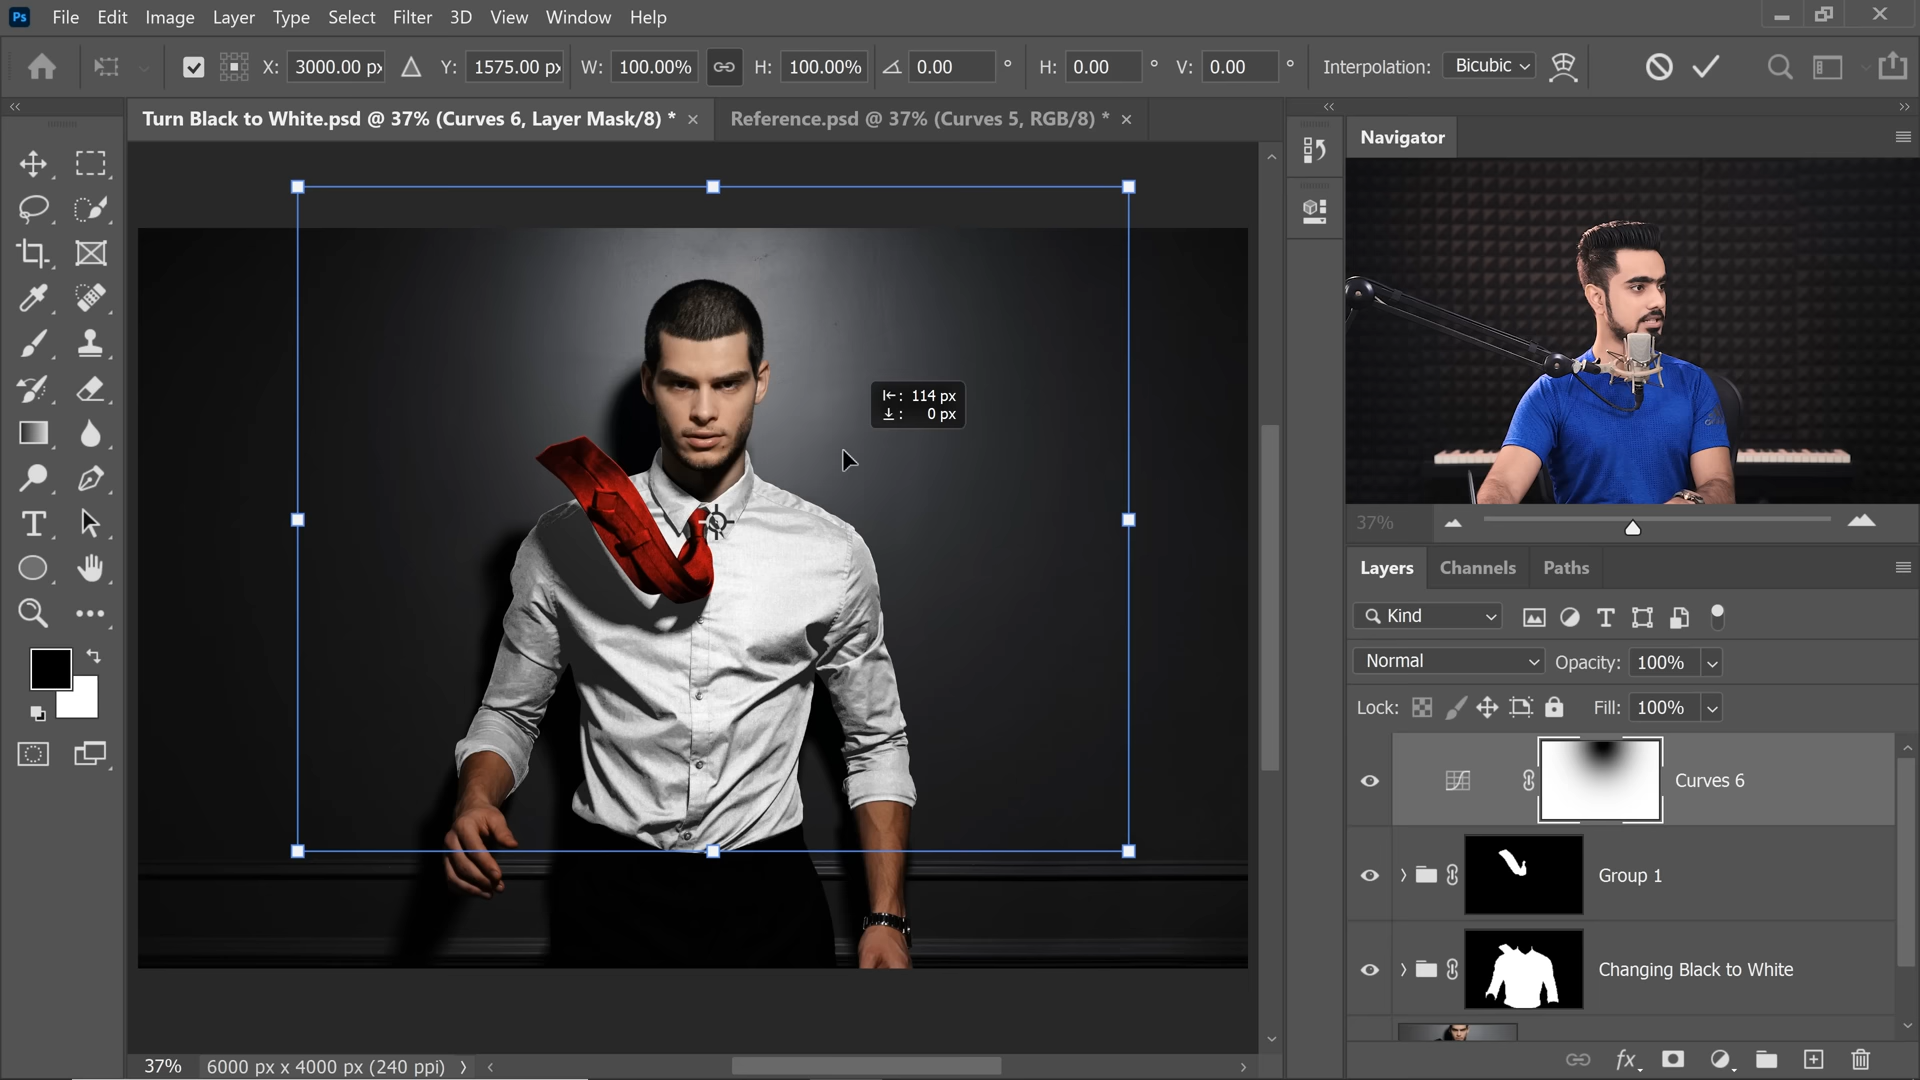 Ps File Edit Image Layer Type Select Filter 3D View Window Help
X: 3000.00 px Y: 1575.00 px W: 100.00% H: 100.00% 0.00 ° H: 0.00 ° V: 0.00 ° Interpolation: Bicubic
Turn Black to White.psd @ 37% (Curves 6, Layer Mask/8) * × Reference.psd @ 37% (Curves 5, RGB/8) * ×
Navigator
: 114 px
: 0 px
37%
Layers Channels Paths
Kind
Normal Opacity: 100%
Lock: Fill: 100%
Curves 6
Group 1
Changing Black to White
fx
37% 6000 px x 4000 px (240 ppi)